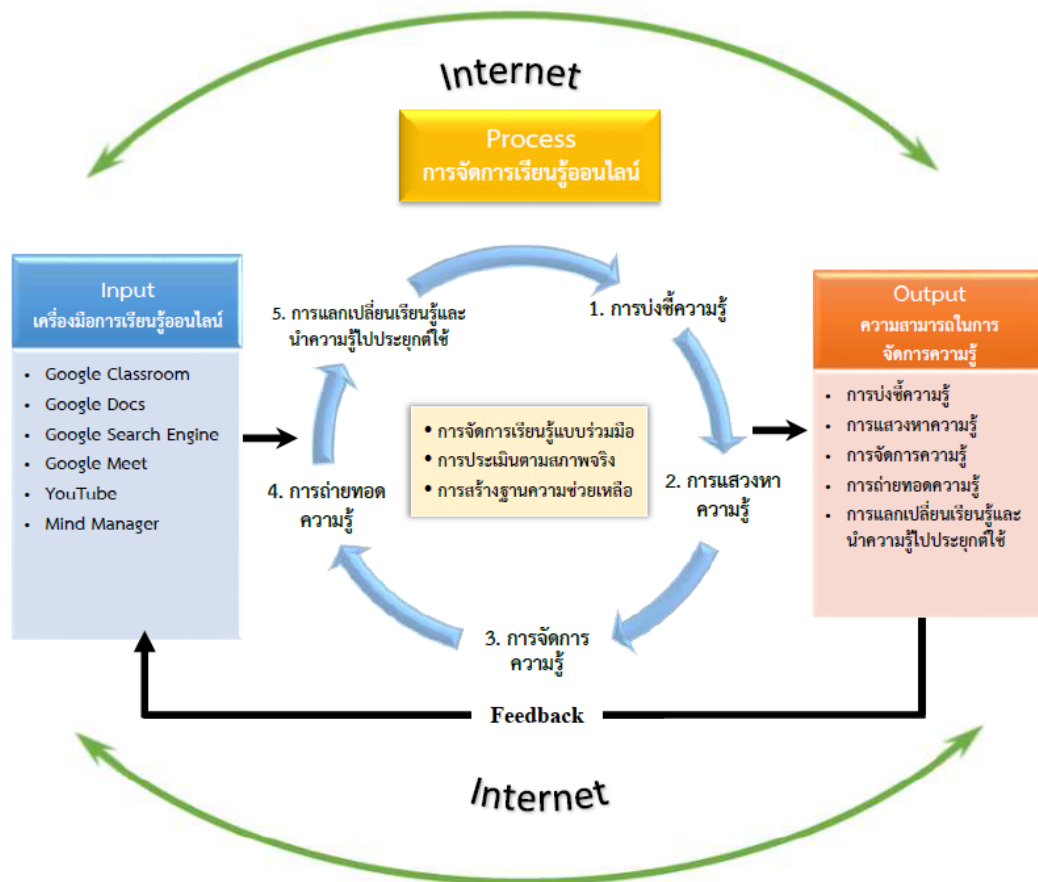 Internet
Process
การจัดการเรียนรู้ออนไลน์
Input
เครื่องมือการเรียนรู้ออนไลน์
• Google Classroom
• Google Docs
• Google Search Engine
• Google Meet
• YouTube
• Mind Manager
5. การแลกเปลี่ยนเรียนรู้และ
นำความรู้ไปประยุกต์ใช้
1. การบ่งชี้ความรู้
• การจัดการเรียนรู้แบบร่วมมือ
• การประเมินตามสภาพจริง
• การสร้างฐานความช่วยเหลือ
4. การถ่ายทอด
ความรู้
2. การแสวงหา
ความรู้
3. การจัดการ
ความรู้
Output
ความสามารถในการ
จัดการความรู้
• การบ่งชี้ความรู้
• การแสวงหาความรู้
• การจัดการความรู้
• การถ่ายทอดความรู้
• การแลกเปลี่ยนเรียนรู้และ
นำความรู้ไปประยุกต์ใช้
Feedback
Internet